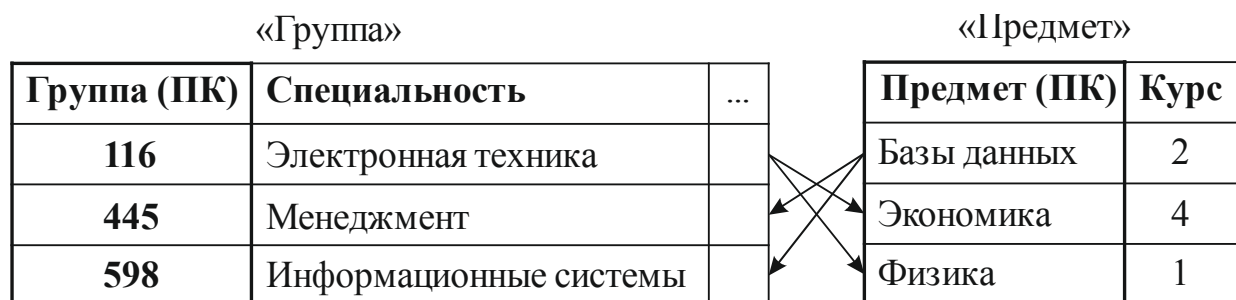 «Группа» «Предмет»
Группа (ПК) Специальность ... Предмет (ПК) Курс
116 Электронная техника Базы данных 2
445 Менеджмент Экономика 4
598 Информационные системы Физика 1